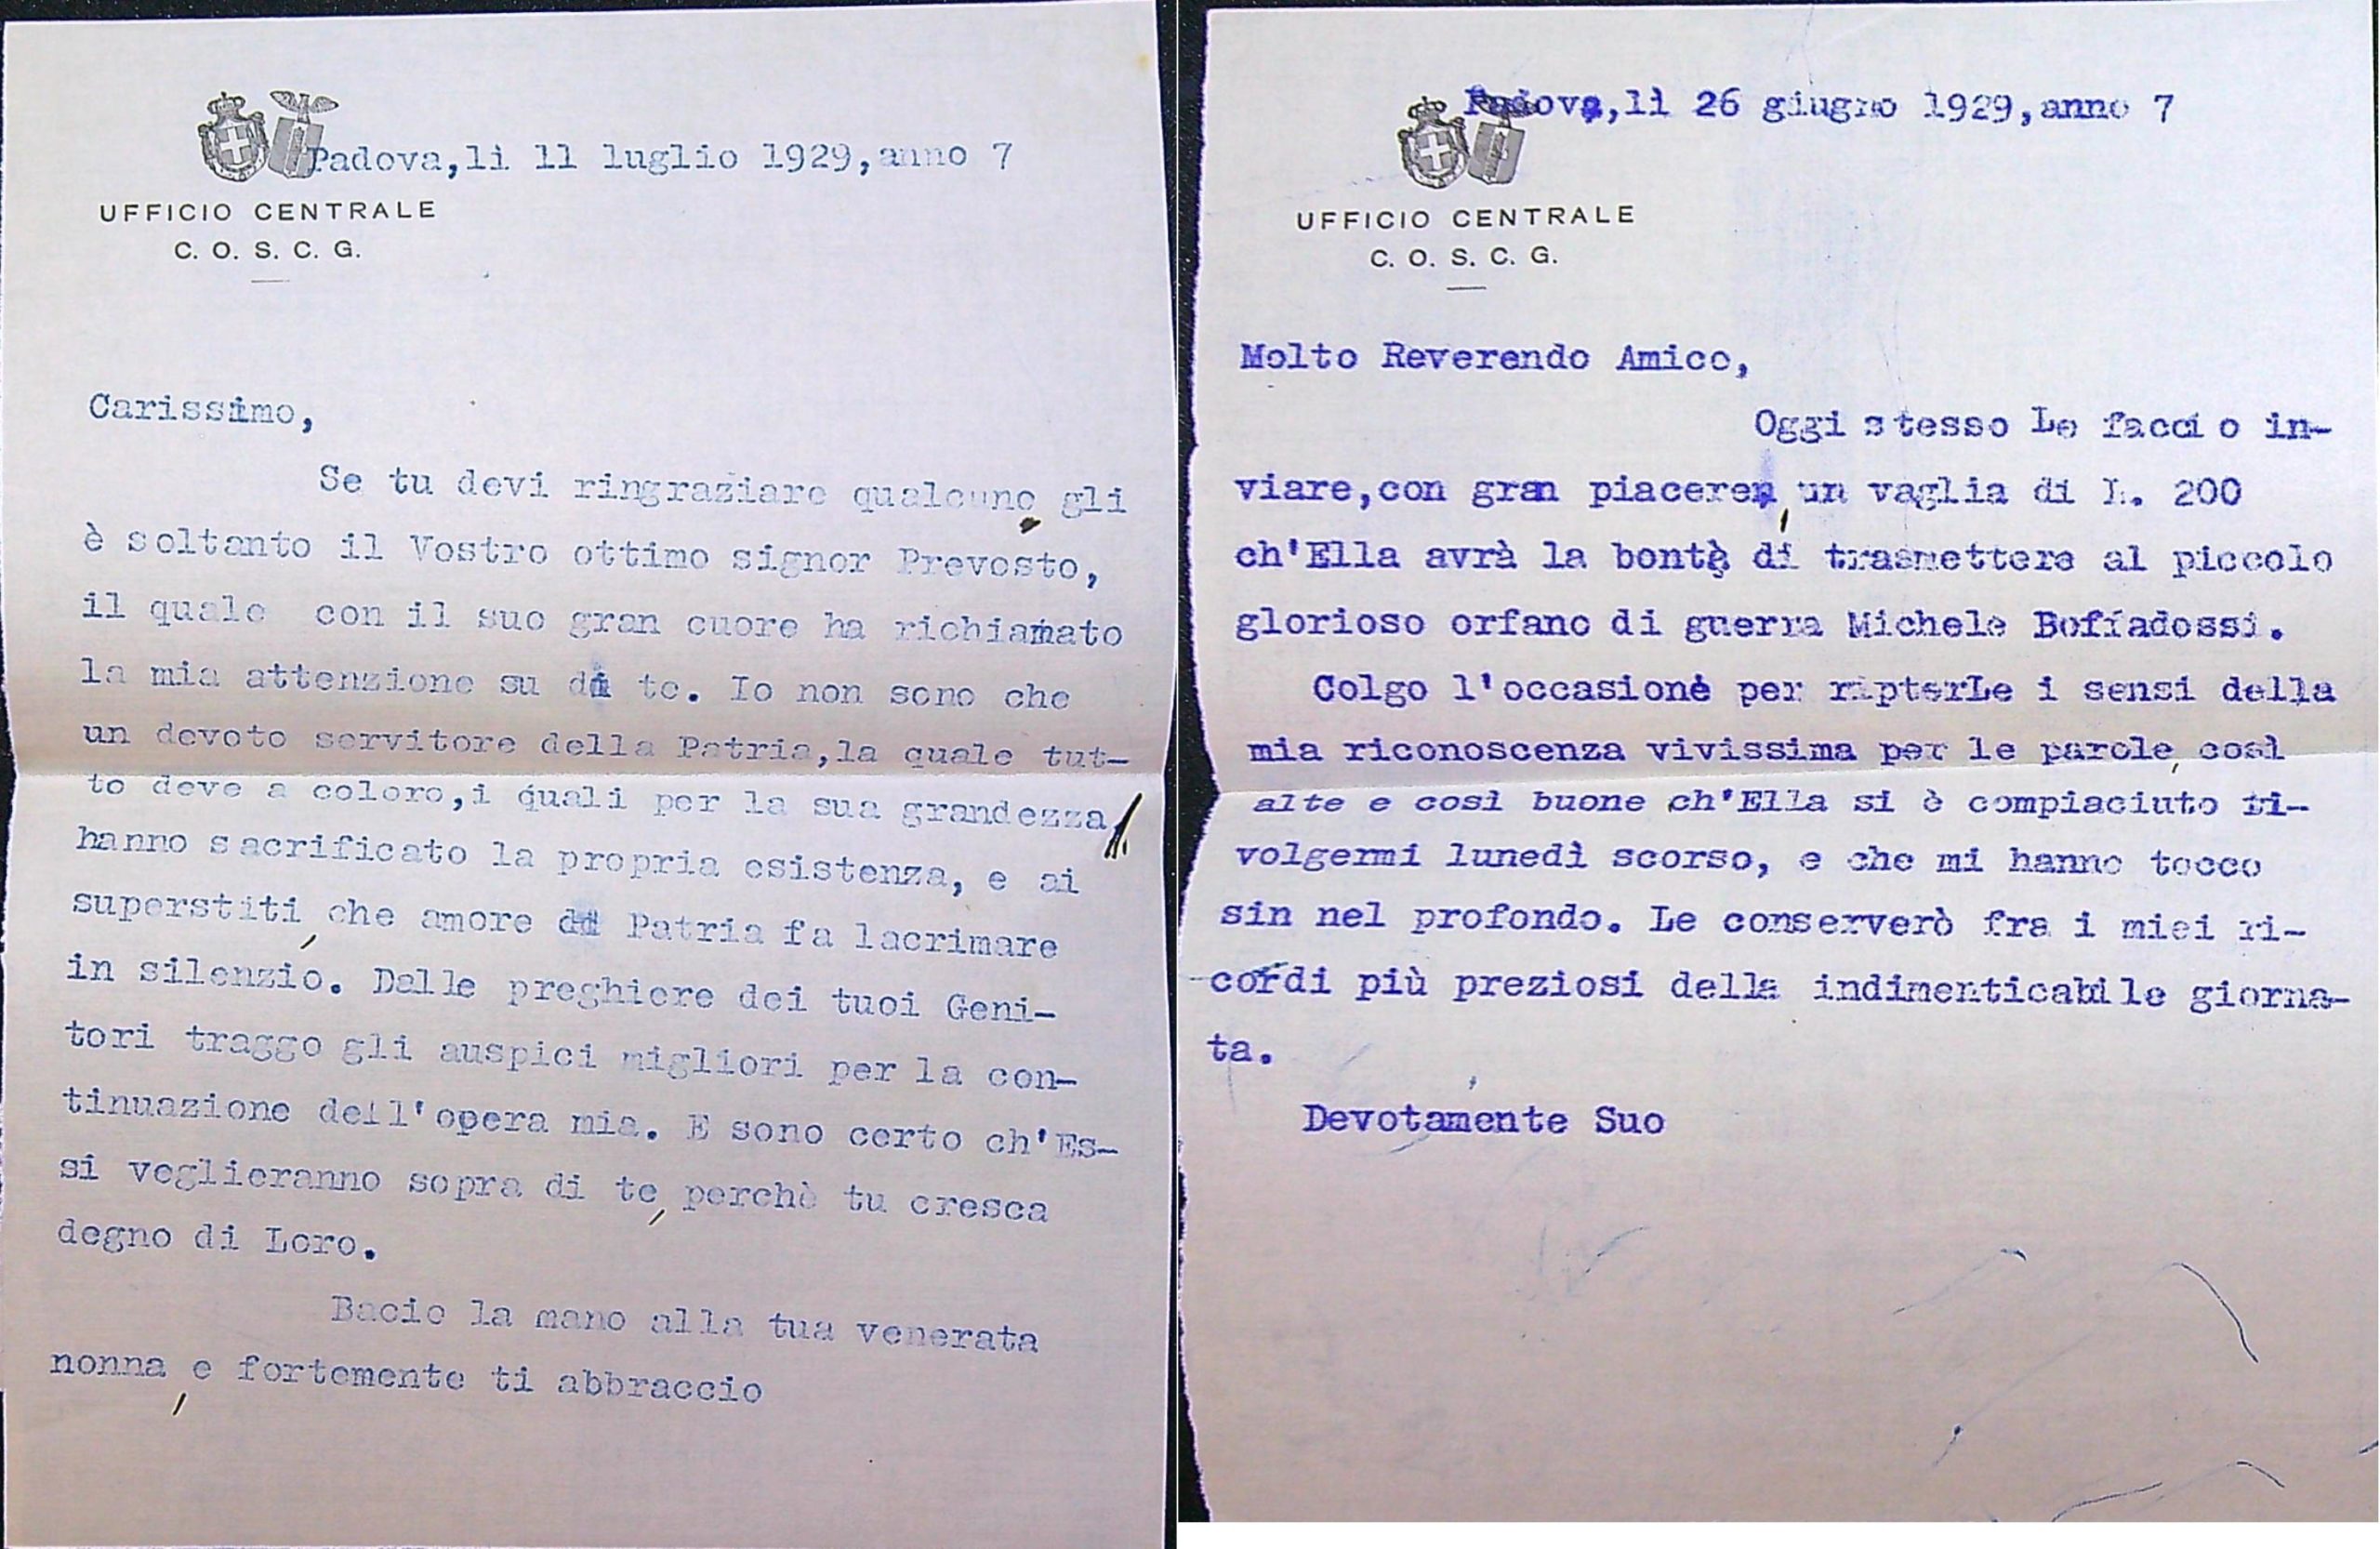 Padova,li 11 luglio 1929,anno 7
UFFICIO CENTRALE
C. O. S. C. G.
Carissimo,
Se tu devi ringraziare qualcuno, gli
è soltanto il Vostro ottimo signor Prevosto,
il quale con il suo gran cuore ha richiamato
la mia attenzione su di te. Io non sono che
un devoto servitore della Patria,la quale tut-
to deve a coloro,i quali per la sua grandezza
hanno sacrificato la propria esistenza, e ai
superstiti, che amore di Patria fa lacrimare
in silenzio. Dalle preghiere dei tuoi Geni-
tori traggo gli auspici migliori per la con-
tinuazione dell'opera mia. E sono certo ch'Es-
si veglieranno sopra di te, perchè tu cresca
degno di Loro.
Bacio la mano alla tua venerata
nonna, e fortemente ti abbraccio
Padova,li 26 giugno 1929,anno 7
UFFICIO CENTRALE
C. O. S. C. G.
Molto Reverendo Amico,
Oggi stesso Le faccio in-
viare,con gran piacere, un vaglia di L. 200
ch'Ella avrà la bontà di trasmettere al piccolo
glorioso orfano di guerra Michele Boffadossi.
Colgo l'occasione per ripterLe i sensi della
mia riconoscenza vivissima per le parole, così
alte e così buone ch'Ella si è compiaciuto ri-
volgermi lunedì scorso, e che mi hanno tocco
sin nel profondo. Le conserverò fra i miei ri-
cordi più preziosi della indimenticabile giorna-
ta.
Devotamente Suo